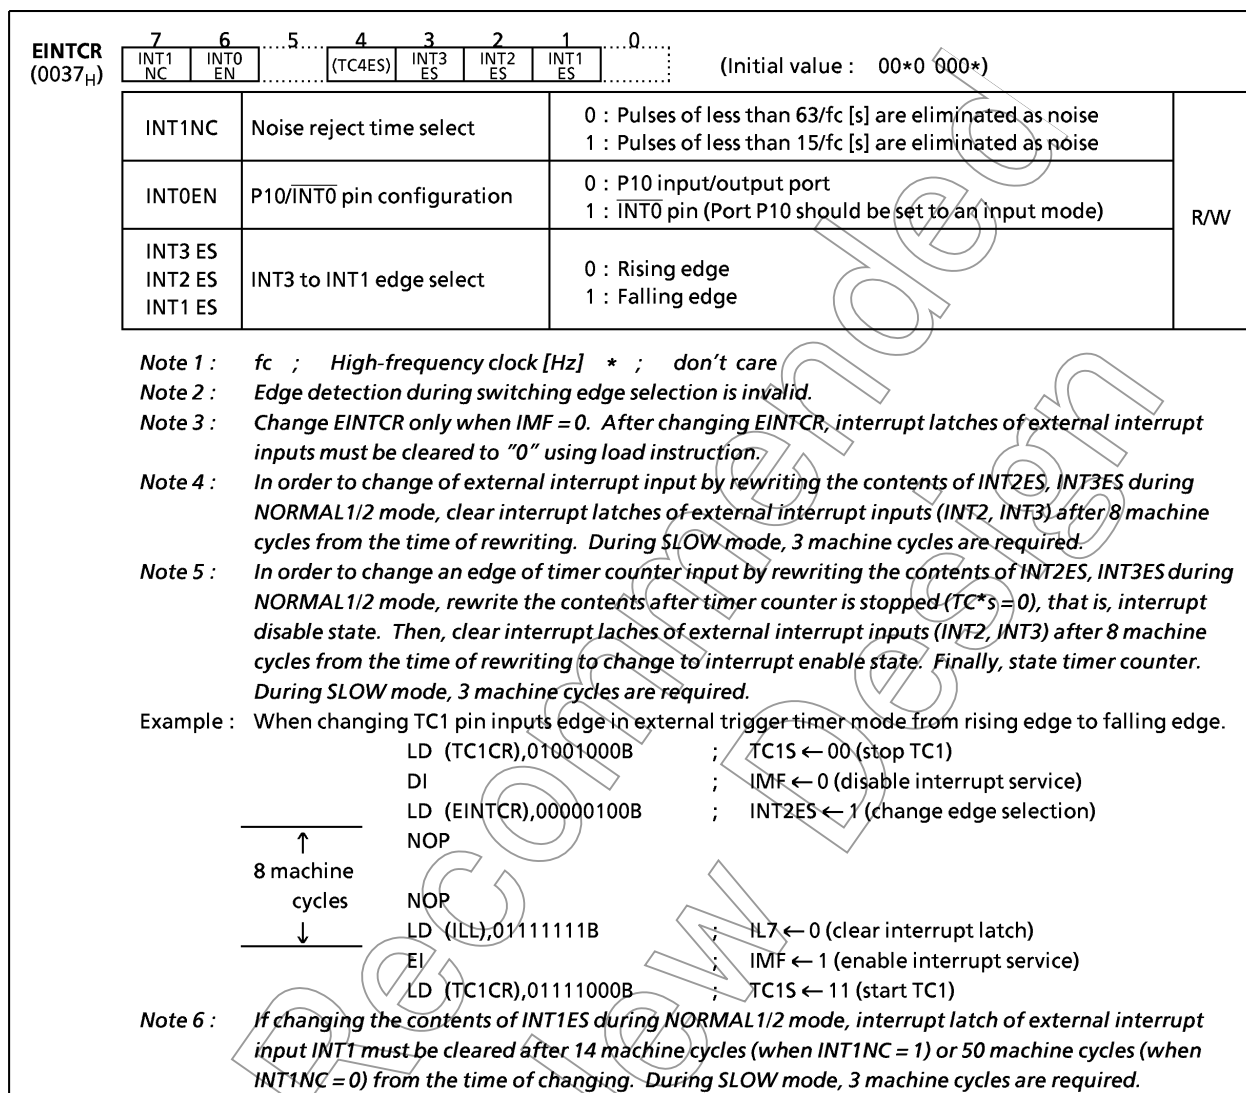 EINTCR
(0037H)
7 6 5 4 3 2 1 0
INT1 NC INT0 EN (TC4ES) INT3 ES INT2 ES INT1 ES
(Initial value : 00*0 000*)
INT1NC Noise reject time select
0 : Pulses of less than 63/fc [s] are eliminated as noise
1 : Pulses of less than 15/fc [s] are eliminated as noise
INT0EN P10/INT0 pin configuration
0 : P10 input/output port
1 : INT0 pin (Port P10 should be set to an input mode)
R/W
INT3 ES
INT2 ES
INT1 ES
INT3 to INT1 edge select
0 : Rising edge
1 : Falling edge
Note 1 : fc ; High-frequency clock [Hz] * ; don't care
Note 2 : Edge detection during switching edge selection is invalid.
Note 3 : Change EINTCR only when IMF = 0. After changing EINTCR, interrupt latches of external interrupt
inputs must be cleared to "0" using load instruction.
Note 4 : In order to change of external interrupt input by rewriting the contents of INT2ES, INT3ES during
NORMAL1/2 mode, clear interrupt latches of external interrupt inputs (INT2, INT3) after 8 machine
cycles from the time of rewriting. During SLOW mode, 3 machine cycles are required.
Note 5 : In order to change an edge of timer counter input by rewriting the contents of INT2ES, INT3ES during
NORMAL1/2 mode, rewrite the contents after timer counter is stopped (TC*s = 0), that is, interrupt
disable state. Then, clear interrupt laches of external interrupt inputs (INT2, INT3) after 8 machine
cycles from the time of rewriting to change to interrupt enable state. Finally, state timer counter.
During SLOW mode, 3 machine cycles are required.
Example : When changing TC1 pin inputs edge in external trigger timer mode from rising edge to falling edge.
LD (TC1CR),01001000B ; TC1S ← 00 (stop TC1)
DI ; IMF ← 0 (disable interrupt service)
LD (EINTCR),00000100B ; INT2ES ← 1 (change edge selection)
↑ NOP
8 machine
cycles NOP
↓ LD (ILL),01111111B ; IL7 ← 0 (clear interrupt latch)
EI ; IMF ← 1 (enable interrupt service)
LD (TC1CR),01111000B ; TC1S ← 11 (start TC1)
Note 6 : If changing the contents of INT1ES during NORMAL1/2 mode, interrupt latch of external interrupt
input INT1 must be cleared after 14 machine cycles (when INT1NC = 1) or 50 machine cycles (when
INT1NC = 0) from the time of changing. During SLOW mode, 3 machine cycles are required.
Recommended
Design